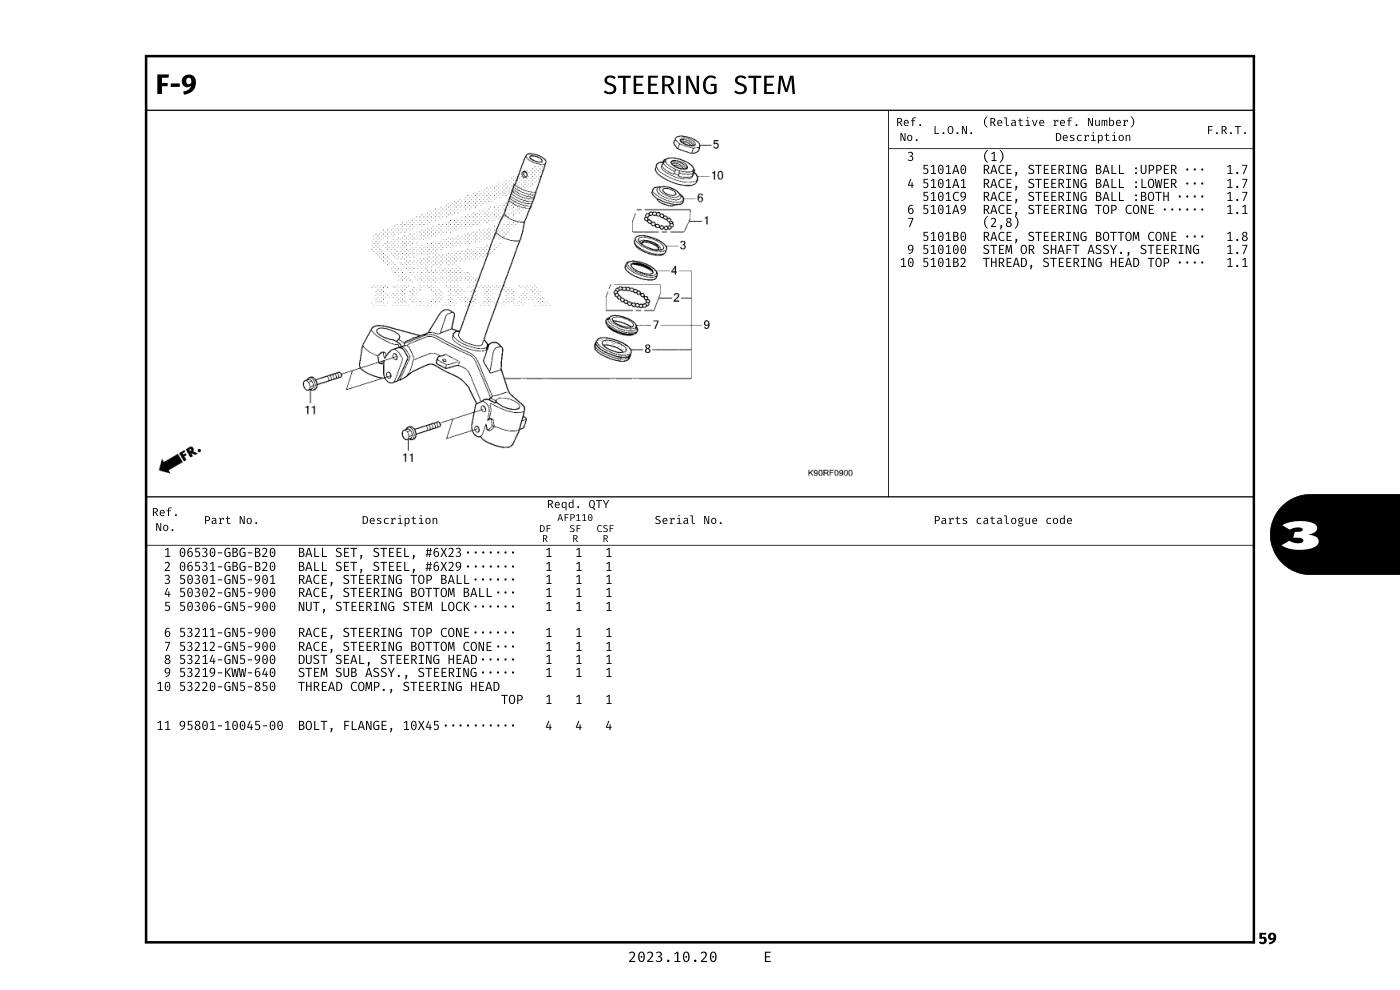 F-9
STEERING STEM
5
10
6
1
3
4
2
7
9
8
11
11
HONDA
FR.
K90RF0900
Ref. No. L.O.N. (Relative ref. Number) Description F.R.T.
3 (1)
5101A0 RACE, STEERING BALL :UPPER ··· 1.7
4 5101A1 RACE, STEERING BALL :LOWER ··· 1.7
5101C9 RACE, STEERING BALL :BOTH ···· 1.7
6 5101A9 RACE, STEERING TOP CONE ······ 1.1
7 (2,8)
5101B0 RACE, STEERING BOTTOM CONE ··· 1.8
9 510100 STEM OR SHAFT ASSY., STEERING 1.7
10 5101B2 THREAD, STEERING HEAD TOP ···· 1.1
Ref. No. Part No. Description Reqd. QTY Serial No. Parts catalogue code
AFP110
DF SF CSF
R R R
1 06530-GBG-B20 BALL SET, STEEL, #6X23······· 1 1 1
2 06531-GBG-B20 BALL SET, STEEL, #6X29······· 1 1 1
3 50301-GN5-901 RACE, STEERING TOP BALL······ 1 1 1
4 50302-GN5-900 RACE, STEERING BOTTOM BALL··· 1 1 1
5 50306-GN5-900 NUT, STEERING STEM LOCK······ 1 1 1
6 53211-GN5-900 RACE, STEERING TOP CONE······ 1 1 1
7 53212-GN5-900 RACE, STEERING BOTTOM CONE··· 1 1 1
8 53214-GN5-900 DUST SEAL, STEERING HEAD····· 1 1 1
9 53219-KWW-640 STEM SUB ASSY., STEERING····· 1 1 1
10 53220-GN5-850 THREAD COMP., STEERING HEAD
TOP 1 1 1
11 95801-10045-00 BOLT, FLANGE, 10X45·········· 4 4 4
3
59
2023.10.20 E